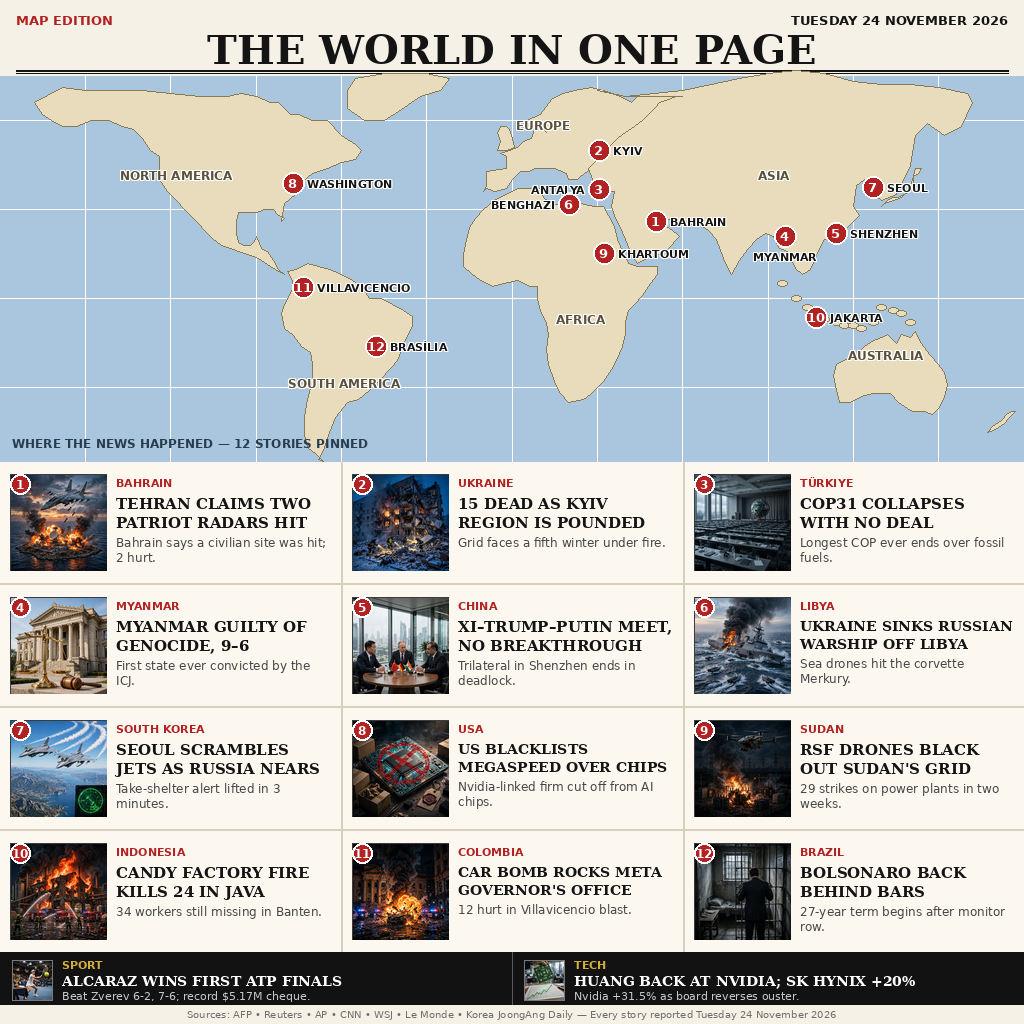 MAP EDITION
TUESDAY 24 NOVEMBER 2026
THE WORLD IN ONE PAGE
EUROPE
2 KYIV
NORTH AMERICA
ASIA
8 WASHINGTON
ANTALYA 3
7 SEOUL
BENGHAZI 6
1 BAHRAIN
5 SHENZHEN
4
MYANMAR
9 KHARTOUM
11 VILLAVICENCIO
10 JAKARTA
AFRICA
12 BRASÍLIA
AUSTRALIA
SOUTH AMERICA
WHERE THE NEWS HAPPENED — 12 STORIES PINNED
1
BAHRAIN
TEHRAN CLAIMS TWO
PATRIOT RADARS HIT
Bahrain says a civilian site was hit;
2 hurt.
2
UKRAINE
15 DEAD AS KYIV
REGION IS POUNDED
Grid faces a fifth winter under fire.
3
TÜRKIYE
COP31 COLLAPSES
WITH NO DEAL
Longest COP ever ends over fossil
fuels.
4
MYANMAR
MYANMAR GUILTY OF
GENOCIDE, 9–6
First state ever convicted by the
ICJ.
5
CHINA
XI–TRUMP–PUTIN MEET,
NO BREAKTHROUGH
Trilateral in Shenzhen ends in
deadlock.
6
LIBYA
UKRAINE SINKS RUSSIAN
WARSHIP OFF LIBYA
Sea drones hit the corvette
Merkury.
7
SOUTH KOREA
SEOUL SCRAMBLES
JETS AS RUSSIA NEARS
Take-shelter alert lifted in 3
minutes.
8
USA
US BLACKLISTS
MEGASPEED OVER CHIPS
Nvidia-linked firm cut off from AI
chips.
9
SUDAN
RSF DRONES BLACK
OUT SUDAN'S GRID
29 strikes on power plants in two
weeks.
10
INDONESIA
CANDY FACTORY FIRE
KILLS 24 IN JAVA
34 workers still missing in Banten.
11
COLOMBIA
CAR BOMB ROCKS META
GOVERNOR'S OFFICE
12 hurt in Villavicencio blast.
12
BRAZIL
BOLSONARO BACK
BEHIND BARS
27-year term begins after monitor
row.
SPORT
ALCARAZ WINS FIRST ATP FINALS
Beat Zverev 6-2, 7-6; record $5.17M cheque.
TECH
HUANG BACK AT NVIDIA; SK HYNIX +20%
Nvidia +31.5% as board reverses ouster.
Sources: AFP • Reuters • AP • CNN • WSJ • Le Monde • Korea JoongAng Daily — Every story reported Tuesday 24 November 2026